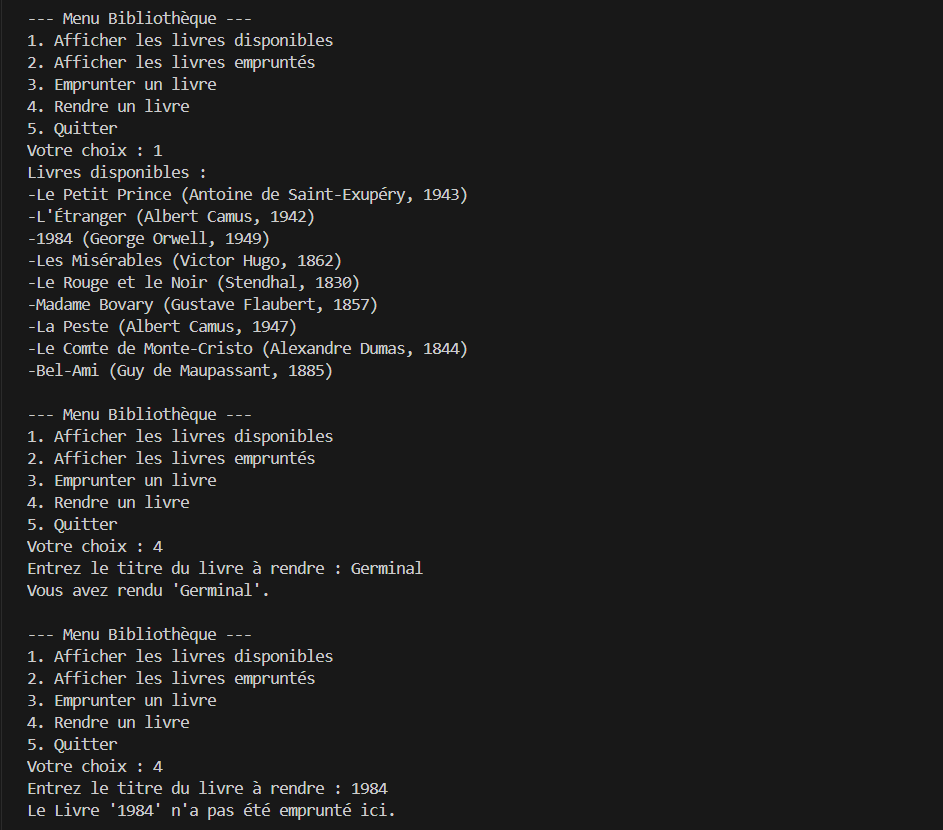 --- Menu Bibliothèque ---
1. Afficher les livres disponibles
2. Afficher les livres empruntés
3. Emprunter un livre
4. Rendre un livre
5. Quitter
Votre choix : 1
Livres disponibles :
-Le Petit Prince (Antoine de Saint-Exupéry, 1943)
-L'Étranger (Albert Camus, 1942)
-1984 (George Orwell, 1949)
-Les Misérables (Victor Hugo, 1862)
-Le Rouge et le Noir (Stendhal, 1830)
-Madame Bovary (Gustave Flaubert, 1857)
-La Peste (Albert Camus, 1947)
-Le Comte de Monte-Cristo (Alexandre Dumas, 1844)
-Bel-Ami (Guy de Maupassant, 1885)

--- Menu Bibliothèque ---
1. Afficher les livres disponibles
2. Afficher les livres empruntés
3. Emprunter un livre
4. Rendre un livre
5. Quitter
Votre choix : 4
Entrez le titre du livre à rendre : Germinal
Vous avez rendu 'Germinal'.

--- Menu Bibliothèque ---
1. Afficher les livres disponibles
2. Afficher les livres empruntés
3. Emprunter un livre
4. Rendre un livre
5. Quitter
Votre choix : 4
Entrez le titre du livre à rendre : 1984
Le Livre '1984' n'a pas été emprunté ici.